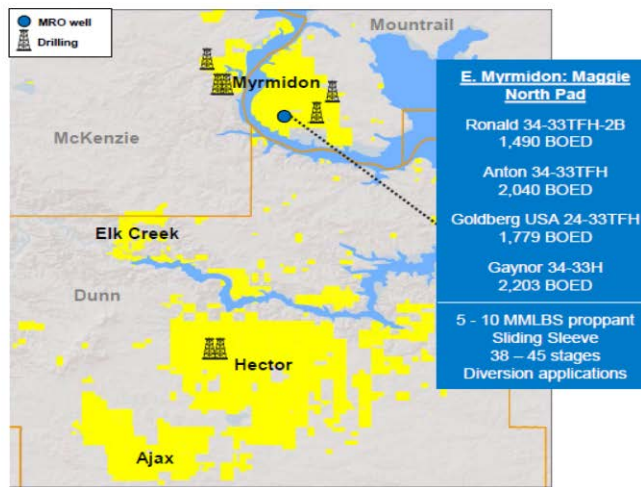 MRO well
Drilling
Mountrail
Myrmidon
McKenzie
Elk Creek
Dunn
Hector
Ajax
E. Myrmidon: Maggie
North Pad
Ronald 34-33TFH-2B
1,490 BOED
Anton 34-33TFH
2,040 BOED
Goldberg USA 24-33TFH
1,779 BOED
Gaynor 34-33H
2,203 BOED
5 - 10 MMLBS proppant
Sliding Sleeve
38 – 45 stages
Diversion applications